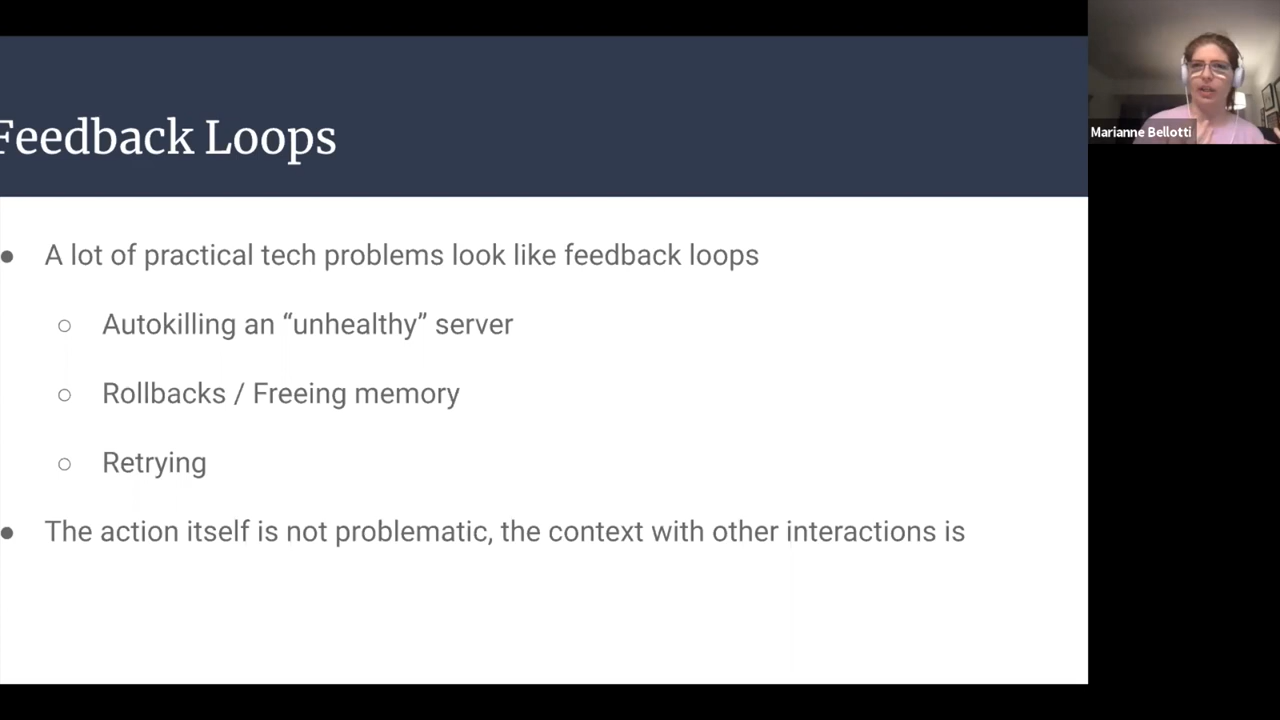 Feedback Loops
Marianne Bellotti
● A lot of practical tech problems look like feedback loops
○ Autokilling an “unhealthy” server
○ Rollbacks / Freeing memory
○ Retrying
● The action itself is not problematic, the context with other interactions is